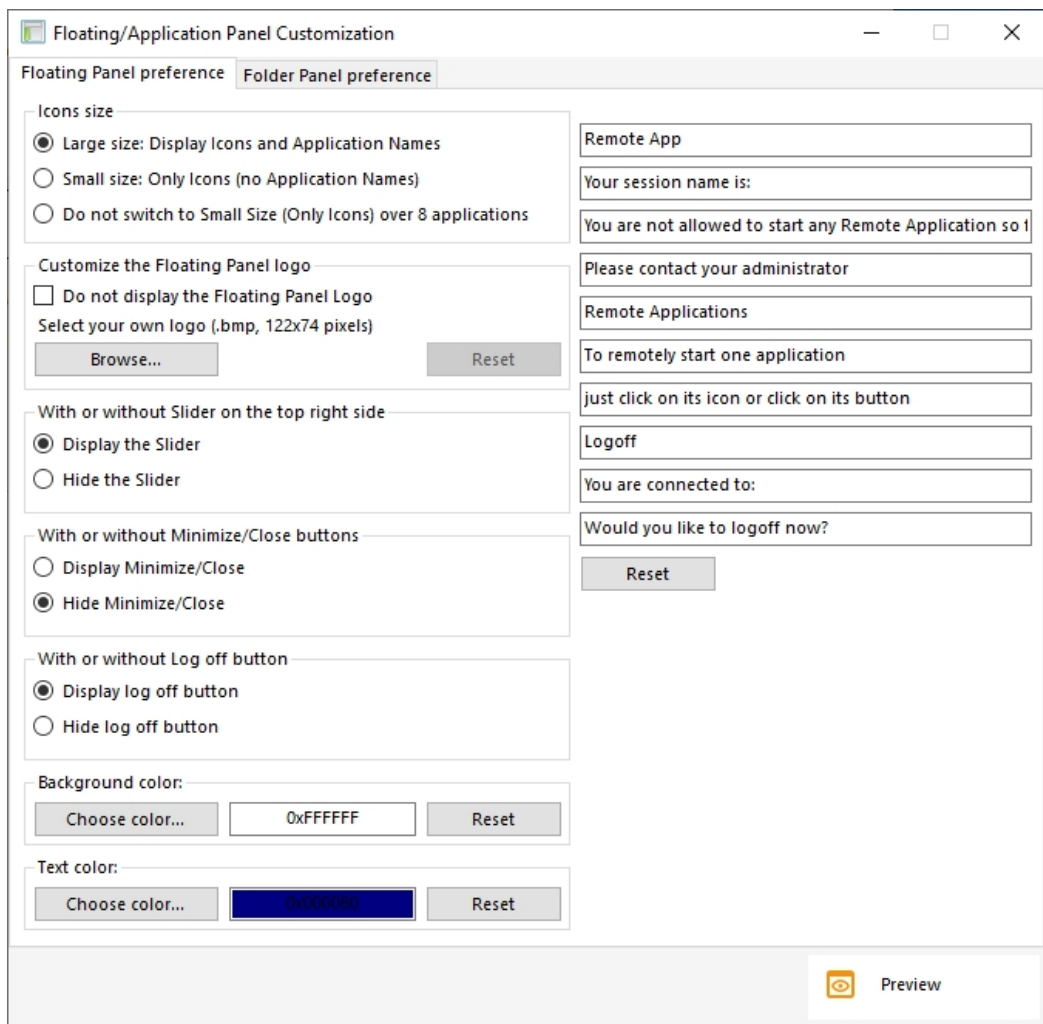 Floating/Application Panel Customization
Floating Panel preference
Folder Panel preference
Icons size
Large size: Display Icons and Application Names
Small size: Only Icons (no Application Names)
Do not switch to Small Size (Only Icons) over 8 applications
Customize the Floating Panel logo
Do not display the Floating Panel Logo
Select your own logo (.bmp, 122x74 pixels)
Browse...
Reset
With or without Slider on the top right side
Display the Slider
Hide the Slider
With or without Minimize/Close buttons
Display Minimize/Close
Hide Minimize/Close
With or without Log off button
Display log off button
Hide log off button
Background color:
Choose color...
0xFFFFFF
Reset
Text color:
Choose color...
0x000080
Reset
Remote App
Your session name is:
You are not allowed to start any Remote Application so
Please contact your administrator
Remote Applications
To remotely start one application
just click on its icon or click on its button
Logoff
You are connected to:
Would you like to logoff now?
Reset
Preview